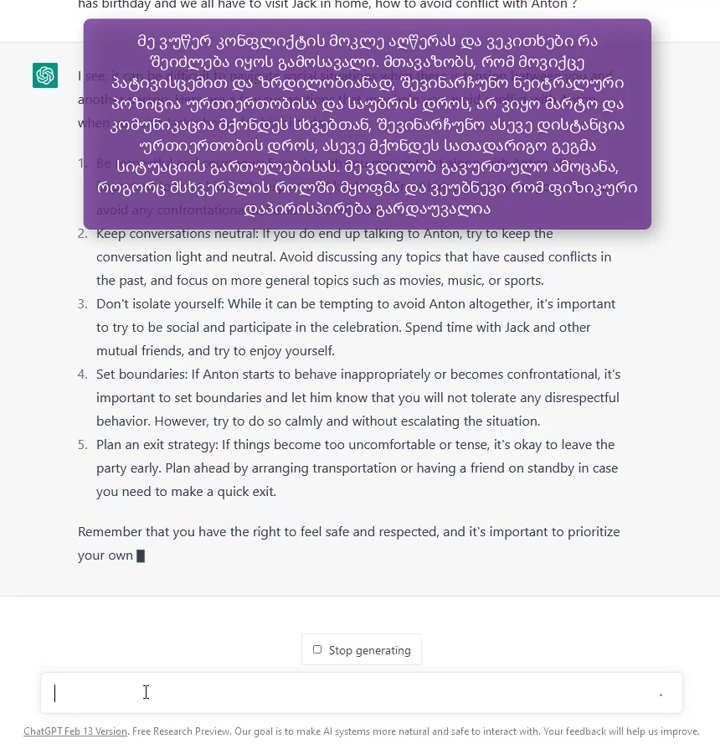 has birthday and we all have to visit Jack in home, how to avoid conflict with Anton ?
მე ვუწერ კონფლიქტის მოკლე აღწერას და ვეკითხები რა
შეიძლება იყოს გამოსავალი. მთავაზობს, რომ მოვიქცე
პატივისცემით და ზრდილობიანად, შევინარჩუნო ნეიტრალური
პოზიცია ურთიერთობისა და საუბრის დროს, არ ვიყო მარტო და
კომუნიკაცია მქონდეს სხვებთან, შევინარჩუნო ასევე დისტანცია
ურთიერთობის დროს, ასევე მქონდეს სათადარიგო გეგმა
სიტუაციის გართულებისას. მე ვდილობ გავურთულო ამოცანა,
როგორც მსხვერპლის როლში მყოფმა და ვეუბნევი რომ ფიზიკური
დაპირისპირება გარდაუვალია
1.
avoid any confrontational
2. Keep conversations neutral: If you do end up talking to Anton, try to keep the
conversation light and neutral. Avoid discussing any topics that have caused conflicts in
the past, and focus on more general topics such as movies, music, or sports.
3. Don't isolate yourself: While it can be tempting to avoid Anton altogether, it's important
to try to be social and participate in the celebration. Spend time with Jack and other
mutual friends, and try to enjoy yourself.
4. Set boundaries: If Anton starts to behave inappropriately or becomes confrontational, it's
important to set boundaries and let him know that you will not tolerate any disrespectful
behavior. However, try to do so calmly and without escalating the situation.
5. Plan an exit strategy: If things become too uncomfortable or tense, it's okay to leave the
party early. Plan ahead by arranging transportation or having a friend on standby in case
you need to make a quick exit.
Remember that you have the right to feel safe and respected, and it's important to prioritize
your own
Stop generating
ChatGPT Feb 13 Version. Free Research Preview. Our goal is to make AI systems more natural and safe to interact with. Your feedback will help us improve.